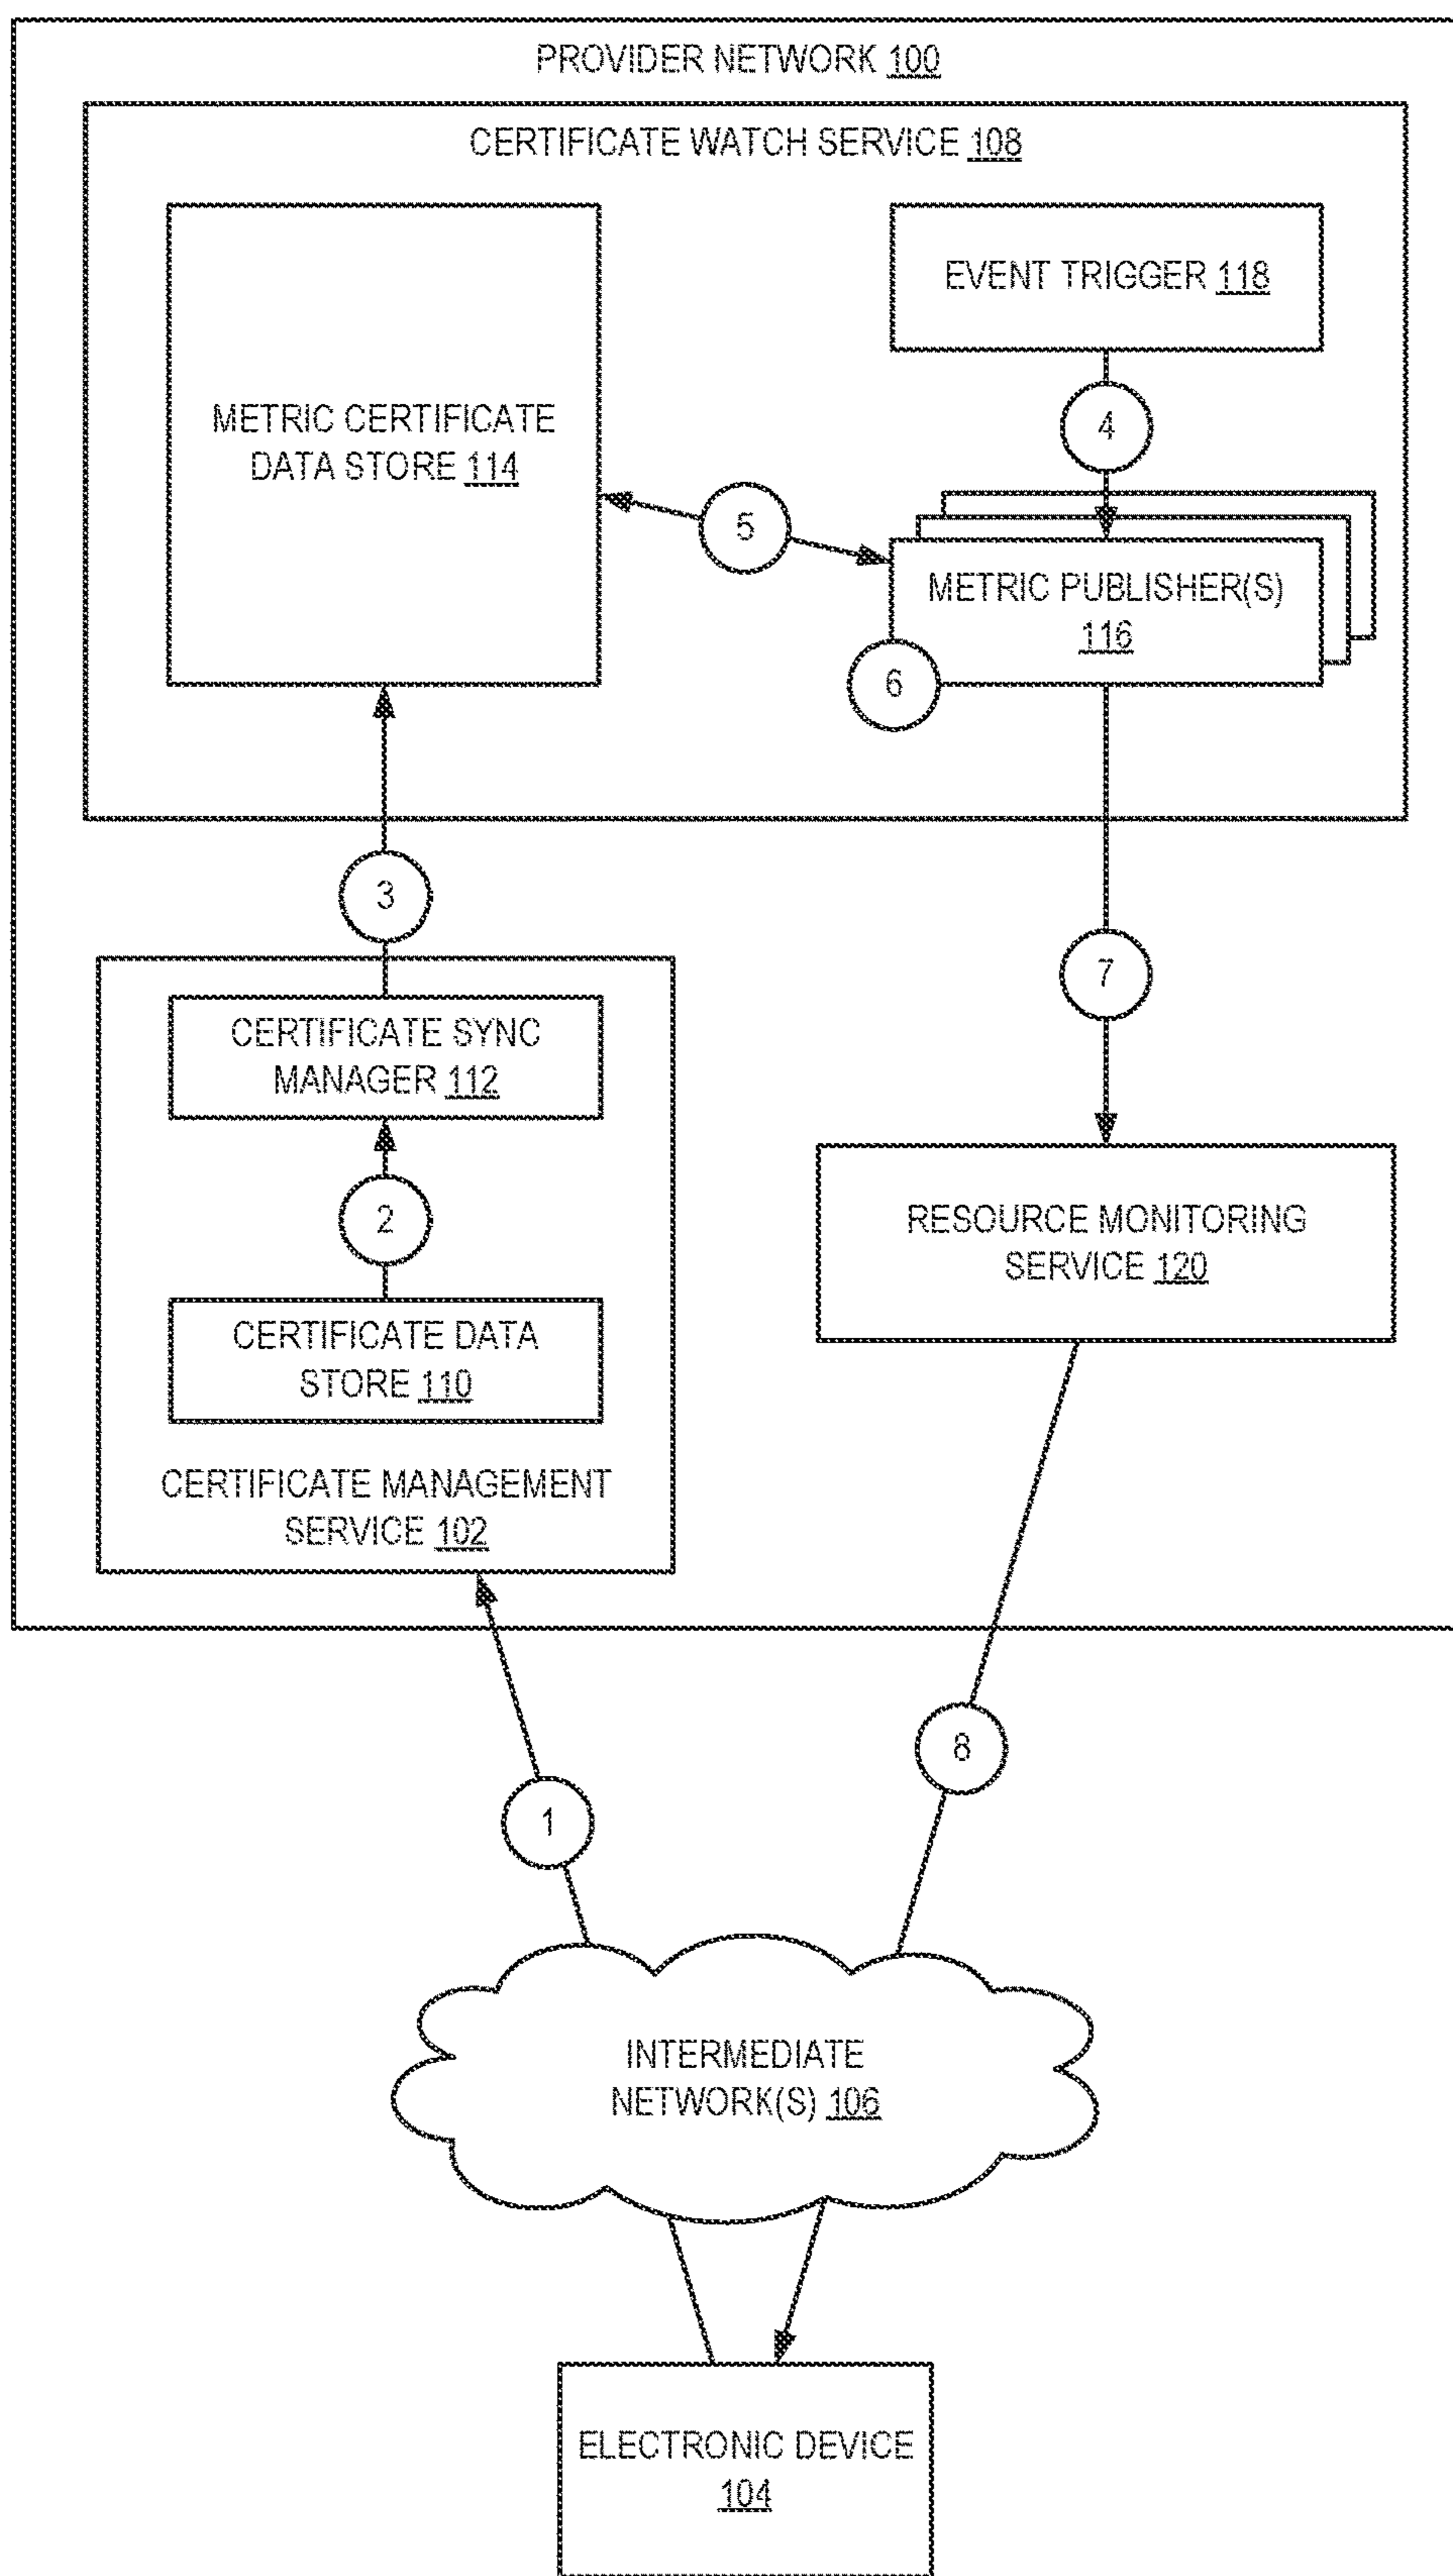 PROVIDER NETWORK 100
CERTIFICATE WATCH SERVICE 108
METRIC CERTIFICATE
DATA STORE 114
EVENT TRIGGER 118
4
5
METRIC PUBLISHER(S)
116
6
3
7
CERTIFICATE SYNC
MANAGER 112
2
RESOURCE MONITORING
SERVICE 120
CERTIFICATE DATA
STORE 110
CERTIFICATE MANAGEMENT
SERVICE 102
8
1
INTERMEDIATE
NETWORK(S) 106
ELECTRONIC DEVICE
104